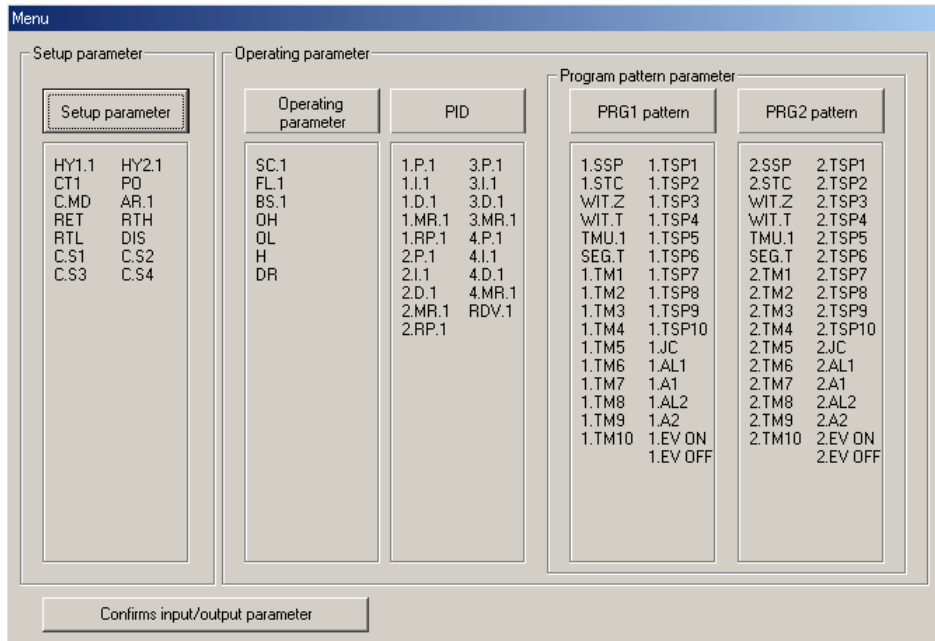 Menu
Setup parameter
Operating parameter
Program pattern parameter
Setup parameter
Operating
parameter
PID
PRG1 pattern
PRG2 pattern
HY1.1 HY2.1
CT1 PO
C.MD AR.1
RET RTH
RTL DIS
C.S1 C.S2
C.S3 C.S4
SC.1
FL.1
BS.1
OH
OL
H
DR
1.P.1 3.P.1
1.I.1 3.I.1
1.D.1 3.D.1
1.MR.1 3.MR.1
1.RP.1 4.P.1
2.P.1 4.I.1
2.I.1 4.D.1
2.D.1 4.MR.1
2.MR.1 RDV.1
2.RP.1
1.SSP 1.TSP1
1.STC 1.TSP2
WIT.Z 1.TSP3
WIT.T 1.TSP4
TMU.1 1.TSP5
SEG.T 1.TSP6
1.TM1 1.TSP7
1.TM2 1.TSP8
1.TM3 1.TSP9
1.TM4 1.TSP10
1.TM5 1.JC
1.TM6 1.AL1
1.TM7 1.A1
1.TM8 1.AL2
1.TM9 1.A2
1.TM10 1.EV ON
1.EV OFF
2.SSP 2.TSP1
2.STC 2.TSP2
WIT.Z 2.TSP3
WIT.T 2.TSP4
TMU.1 2.TSP5
SEG.T 2.TSP6
2.TM1 2.TSP7
2.TM2 2.TSP8
2.TM3 2.TSP9
2.TM4 2.TSP10
2.TM5 2.JC
2.TM6 2.AL1
2.TM7 2.A1
2.TM8 2.AL2
2.TM9 2.A2
2.TM10 2.EV ON
2.EV OFF
Confirms input/output parameter